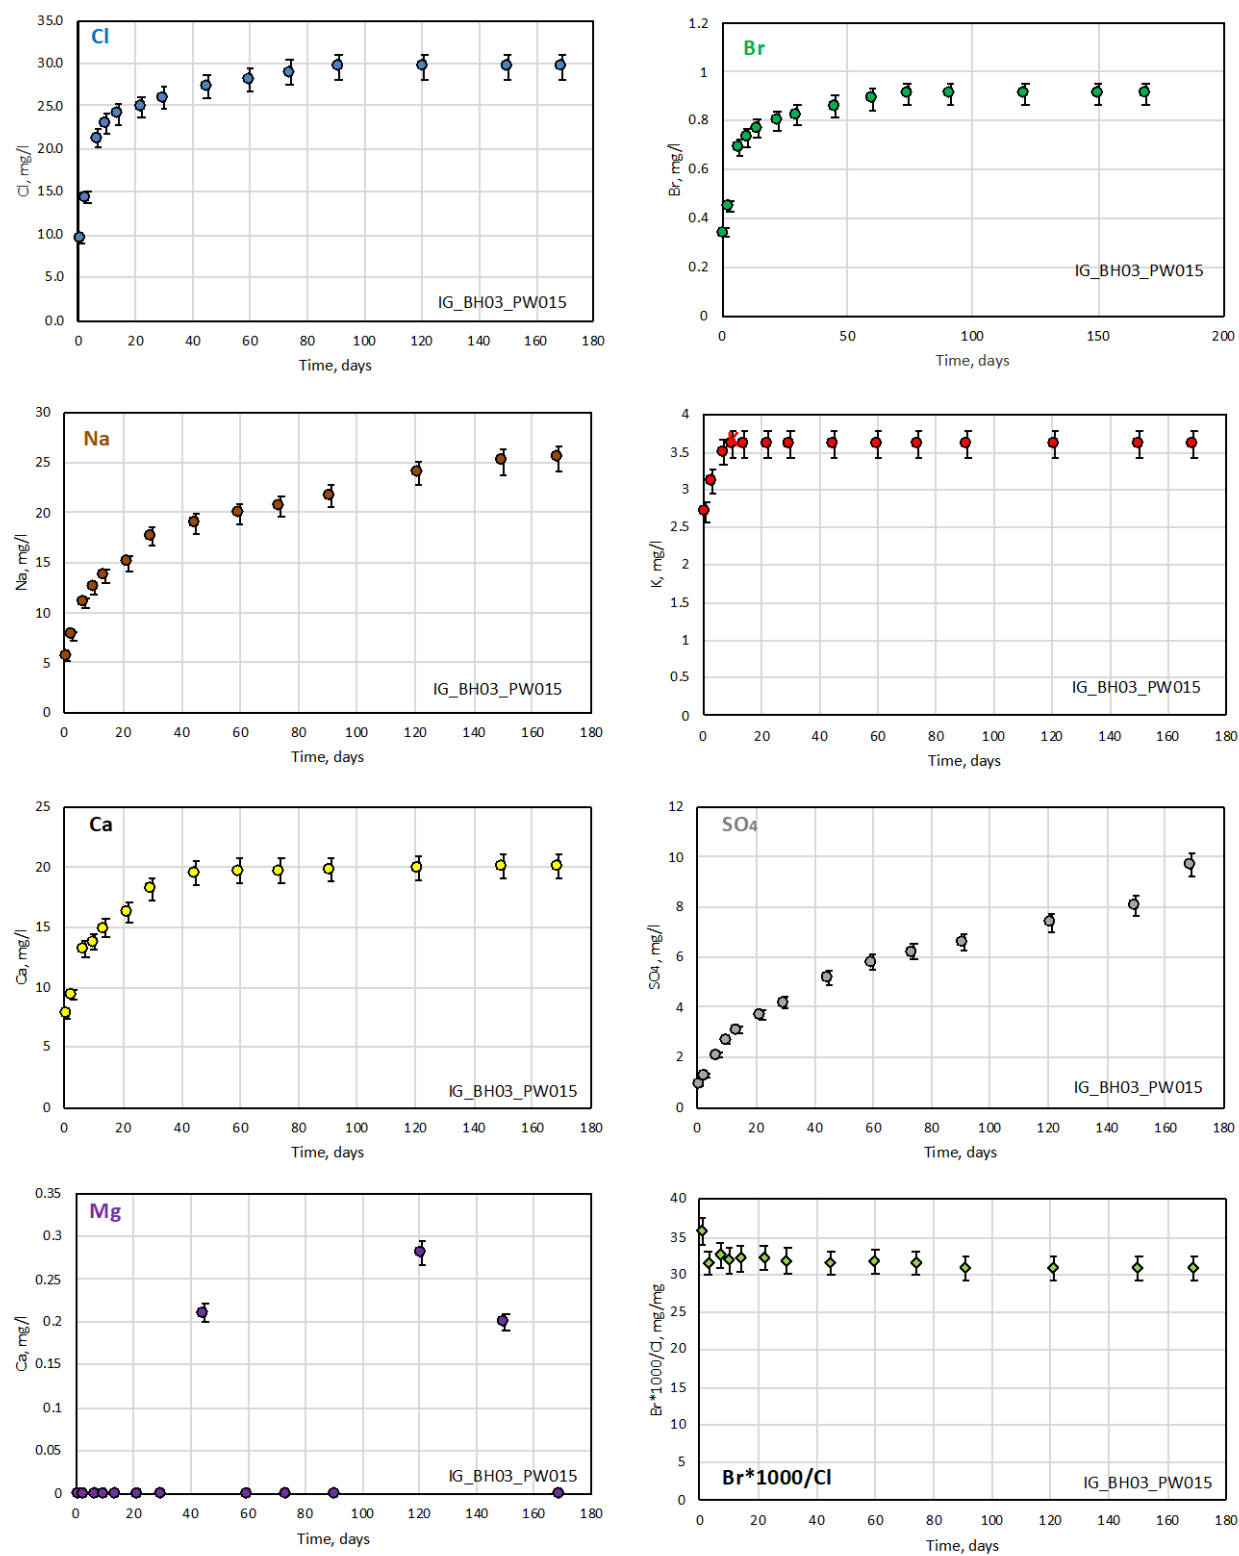 35.0
30.0
25.0
20.0
15.0
10.0
5.0
0.0
Cl
Cl, mg/l
IG_BH03_PW015
0 20 40 60 80 100 120 140 160 180
Time, days
1.2
1
0.8
0.6
0.4
0.2
0
Br
Br, mg/l
IG_BH03_PW015
0 50 100 150 200
Time, days
30
25
20
15
10
5
0
Na
Na, mg/l
IG_BH03_PW015
0 20 40 60 80 100 120 140 160 180
Time, days
4
3.5
3
2.5
2
1.5
1
0.5
0
K
K, mg/l
IG_BH03_PW015
0 20 40 60 80 100 120 140 160 180
Time, days
25
20
15
10
5
0
Ca
Ca, mg/l
IG_BH03_PW015
0 20 40 60 80 100 120 140 160 180
Time, days
12
10
8
6
4
2
0
SO4
SO4, mg/l
IG_BH03_PW015
0 20 40 60 80 100 120 140 160 180
Time, days
0.35
0.3
0.25
0.2
0.15
0.1
0.05
0
Mg
Ca, mg/l
IG_BH03_PW015
0 20 40 60 80 100 120 140 160 180
Time, days
40
35
30
25
20
15
10
5
0
Br*1000/Cl, mg/mg
Br*1000/Cl
IG_BH03_PW015
0 20 40 60 80 100 120 140 160 180
Time, days